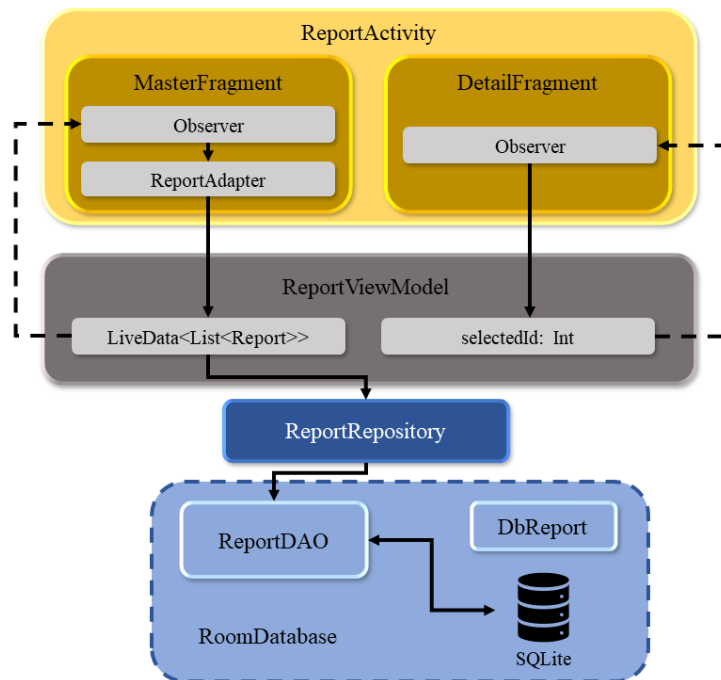 ReportActivity
MasterFragment
Observer
ReportAdapter
DetailFragment
Observer
ReportViewModel
LiveData<List<Report>>
selectedId: Int
ReportRepository
ReportDAO
DbReport
RoomDatabase
SQLite